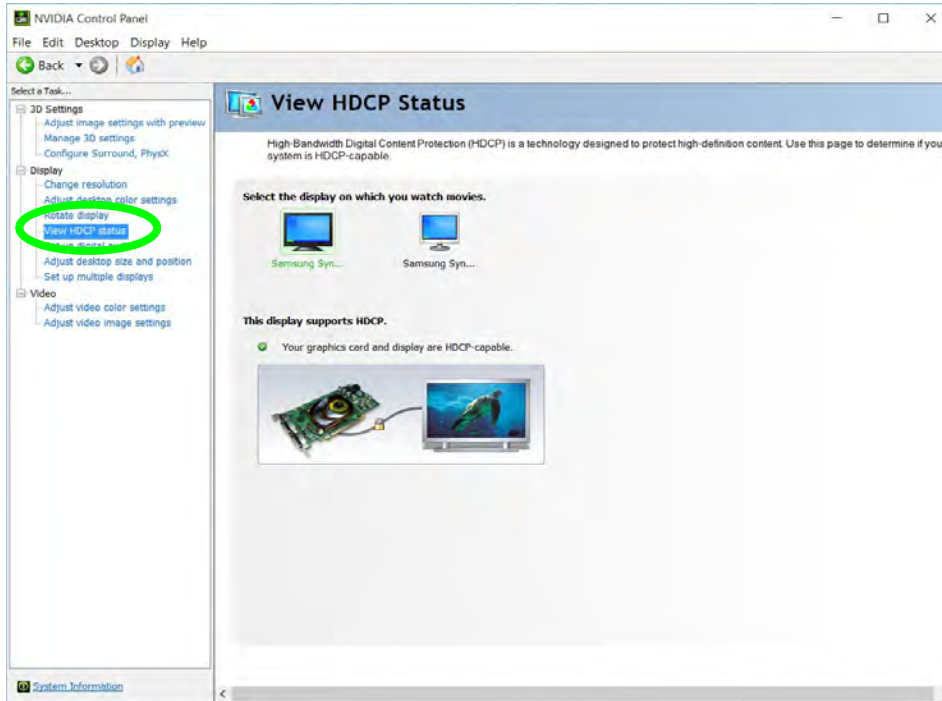 NVIDIA Control Panel
File Edit Desktop Display Help
Back
Select a Task...
3D Settings
Adjust image settings with preview
Manage 3D settings
Configure Surround, PhysX
Display
Change resolution
Adjust desktop color settings
Rotate display
View HDCP status
Set up digital audio
Adjust desktop size and position
Set up multiple displays
Video
Adjust video color settings
Adjust video image settings
System Information
View HDCP Status
High-Bandwidth Digital Content Protection (HDCP) is a technology designed to protect high-definition content. Use this page to determine if you
system is HDCP-capable.
Select the display on which you watch movies.
Samsung Syn... Samsung Syn...
This display supports HDCP.
Your graphics card and display are HDCP-capable.